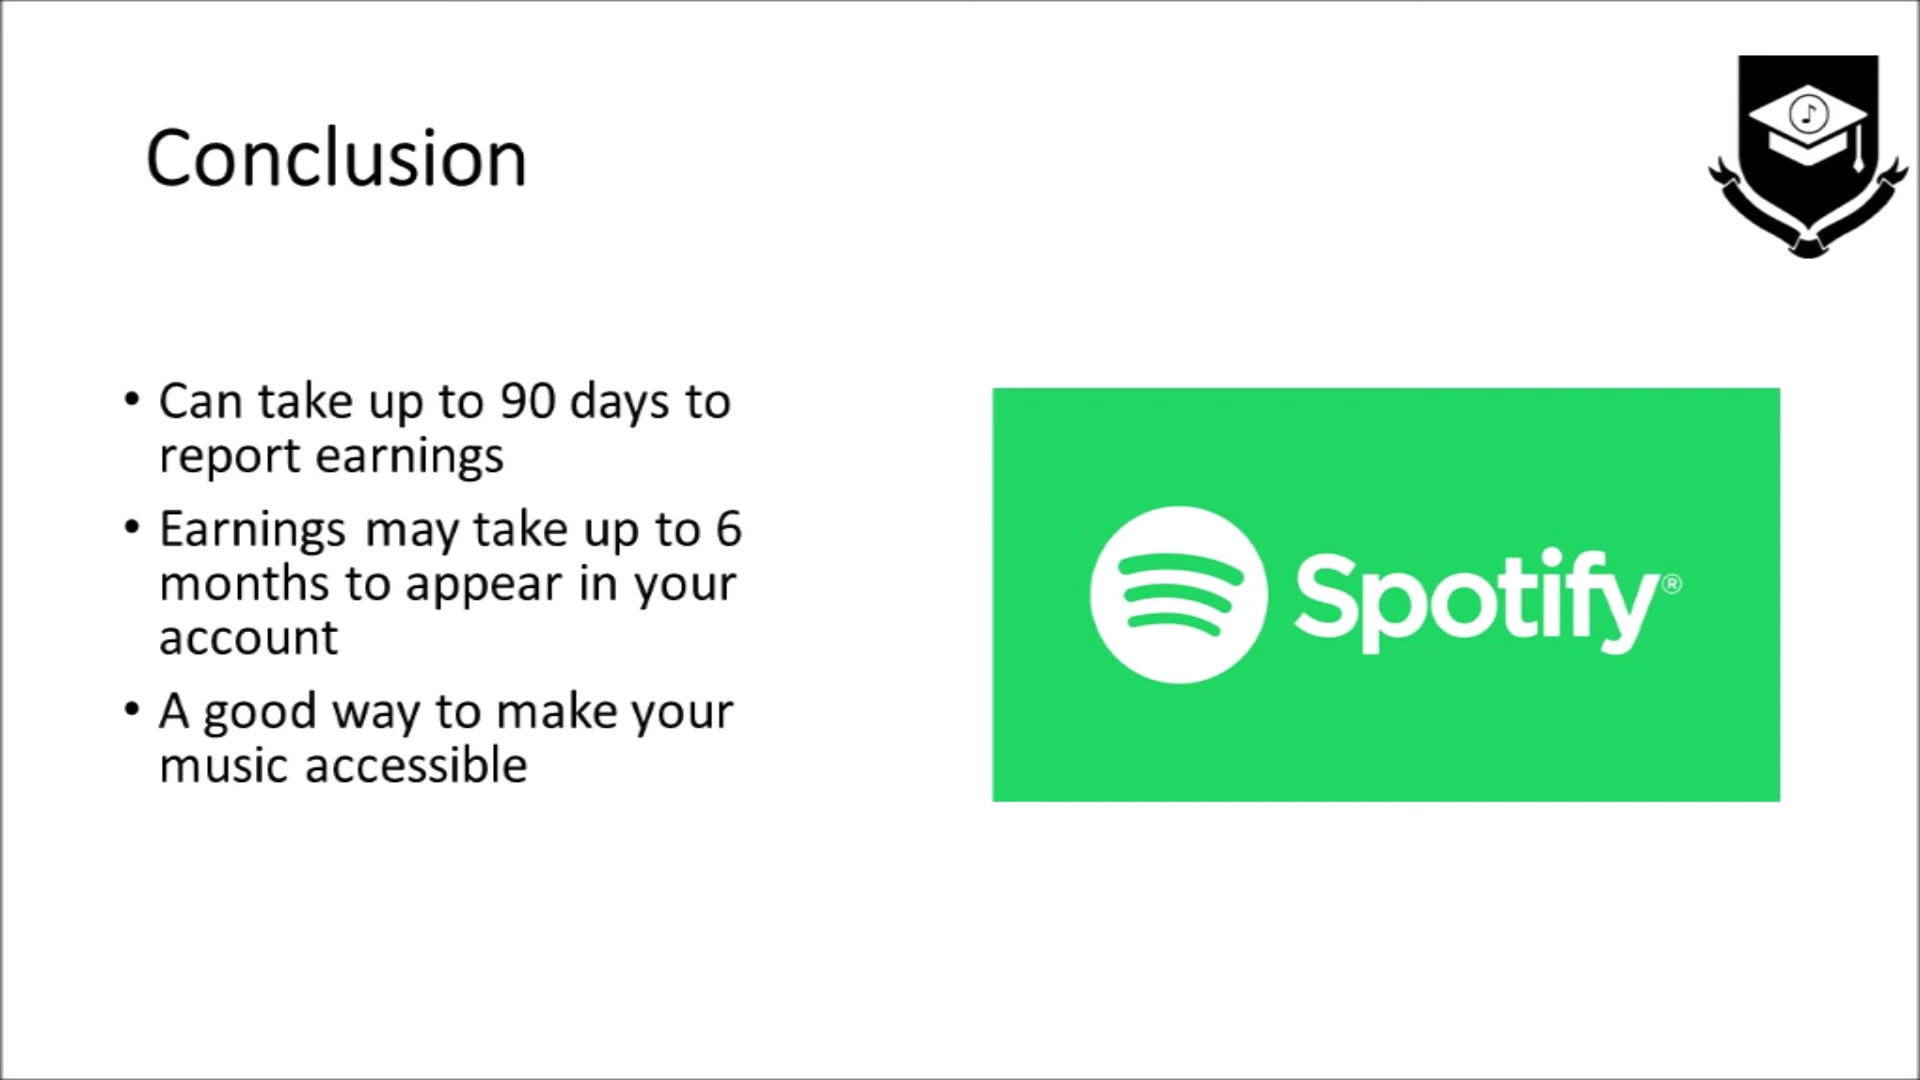 Conclusion
• Can take up to 90 days to
report earnings
• Earnings may take up to 6
months to appear in your
account
• A good way to make your
music accessible
Spotify®